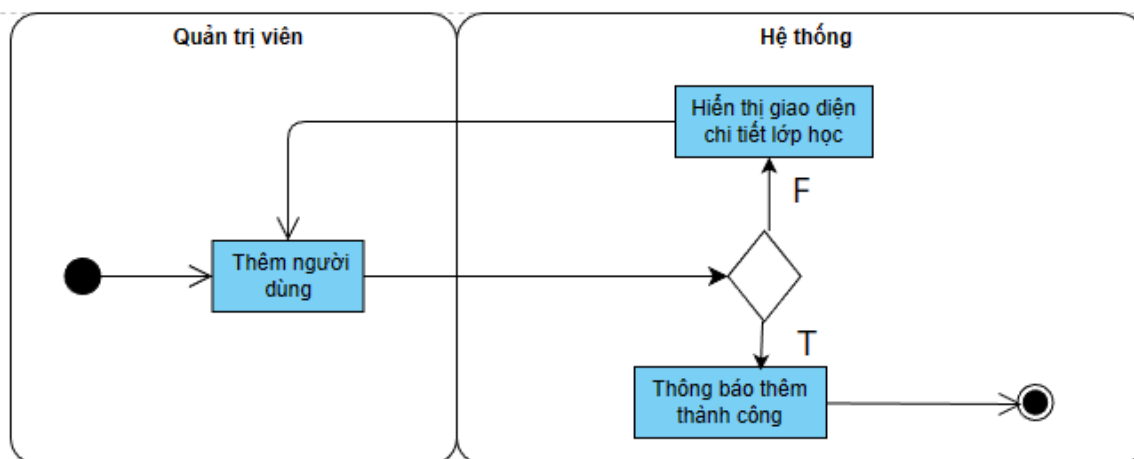 Quản trị viên
Hệ thống
Hiển thị giao diện
chi tiết lớp học
F
Thêm người
dùng
T
Thông báo thêm
thành công